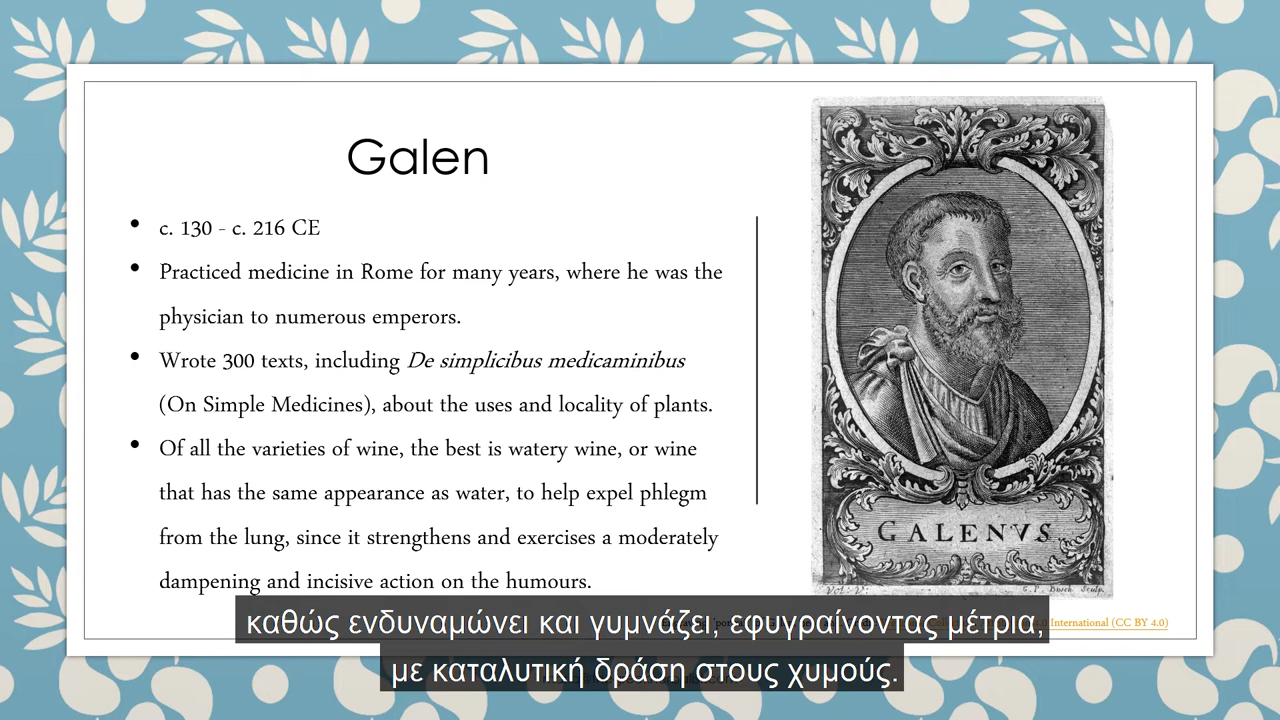 Galen
• c. 130 - c. 216 CE
• Practiced medicine in Rome for many years, where he was the
physician to numerous emperors.
• Wrote 300 texts, including De simplicibus medicaminibus
(On Simple Medicines), about the uses and locality of plants.
• Of all the varieties of wine, the best is watery wine, or wine
that has the same appearance as water, to help expel phlegm
from the lung, since it strengthens and exercises a moderately
dampening and incisive action on the humours.
GALENVS
International (CC BY 4.0)
καθώς ενδυναμώνει και γυμνάζει, εφυγραίνοντας μέτρια,
με καταλυτική δράση στους χυμούς.